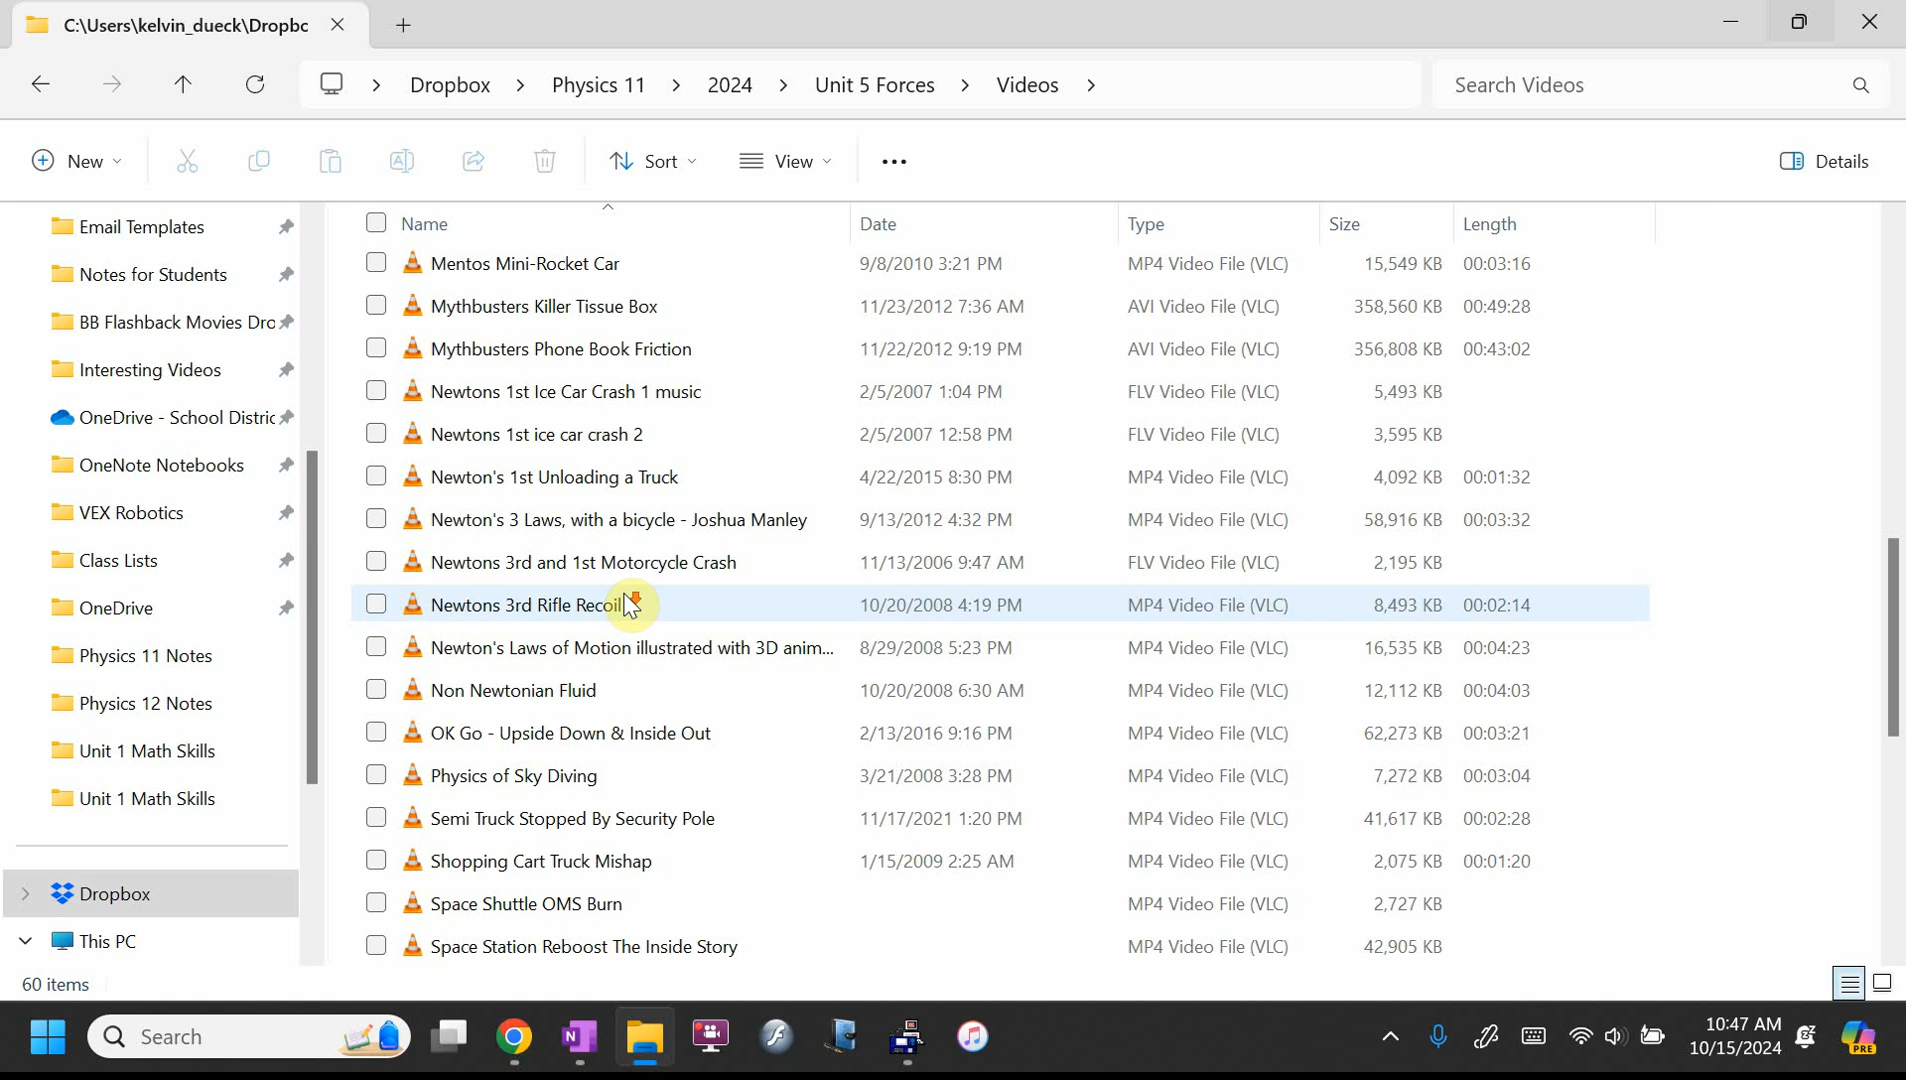 C:\Users\kelvin_dueck\Dropbc
Dropbox > Physics 11 > 2024 > Unit 5 Forces > Videos >
Search Videos
New
Sort
View
Details
Email Templates
Notes for Students
BB Flashback Movies Dro
Interesting Videos
OneDrive - School Distric
OneNote Notebooks
VEX Robotics
Class Lists
OneDrive
Physics 11 Notes
Physics 12 Notes
Unit 1 Math Skills
Unit 1 Math Skills
Dropbox
This PC
Name Date Type Size Length
Mentos Mini-Rocket Car 9/8/2010 3:21 PM MP4 Video File (VLC) 15,549 KB 00:03:16
Mythbusters Killer Tissue Box 11/23/2012 7:36 AM AVI Video File (VLC) 358,560 KB 00:49:28
Mythbusters Phone Book Friction 11/22/2012 9:19 PM AVI Video File (VLC) 356,808 KB 00:43:02
Newtons 1st Ice Car Crash 1 music 2/5/2007 1:04 PM FLV Video File (VLC) 5,493 KB
Newtons 1st ice car crash 2 2/5/2007 12:58 PM FLV Video File (VLC) 3,595 KB
Newton's 1st Unloading a Truck 4/22/2015 8:30 PM MP4 Video File (VLC) 4,092 KB 00:01:32
Newton's 3 Laws, with a bicycle - Joshua Manley 9/13/2012 4:32 PM MP4 Video File (VLC) 58,916 KB 00:03:32
Newtons 3rd and 1st Motorcycle Crash 11/13/2006 9:47 AM FLV Video File (VLC) 2,195 KB
Newtons 3rd Rifle Recoil 10/20/2008 4:19 PM MP4 Video File (VLC) 8,493 KB 00:02:14
Newton's Laws of Motion illustrated with 3D anim... 8/29/2008 5:23 PM MP4 Video File (VLC) 16,535 KB 00:04:23
Non Newtonian Fluid 10/20/2008 6:30 AM MP4 Video File (VLC) 12,112 KB 00:04:03
OK Go - Upside Down & Inside Out 2/13/2016 9:16 PM MP4 Video File (VLC) 62,273 KB 00:03:21
Physics of Sky Diving 3/21/2008 3:28 PM MP4 Video File (VLC) 7,272 KB 00:03:04
Semi Truck Stopped By Security Pole 11/17/2021 1:20 PM MP4 Video File (VLC) 41,617 KB 00:02:28
Shopping Cart Truck Mishap 1/15/2009 2:25 AM MP4 Video File (VLC) 2,075 KB 00:01:20
Space Shuttle OMS Burn MP4 Video File (VLC) 2,727 KB
Space Station Reboost The Inside Story MP4 Video File (VLC) 42,905 KB
60 items
Search
10:47 AM
10/15/2024
PRE